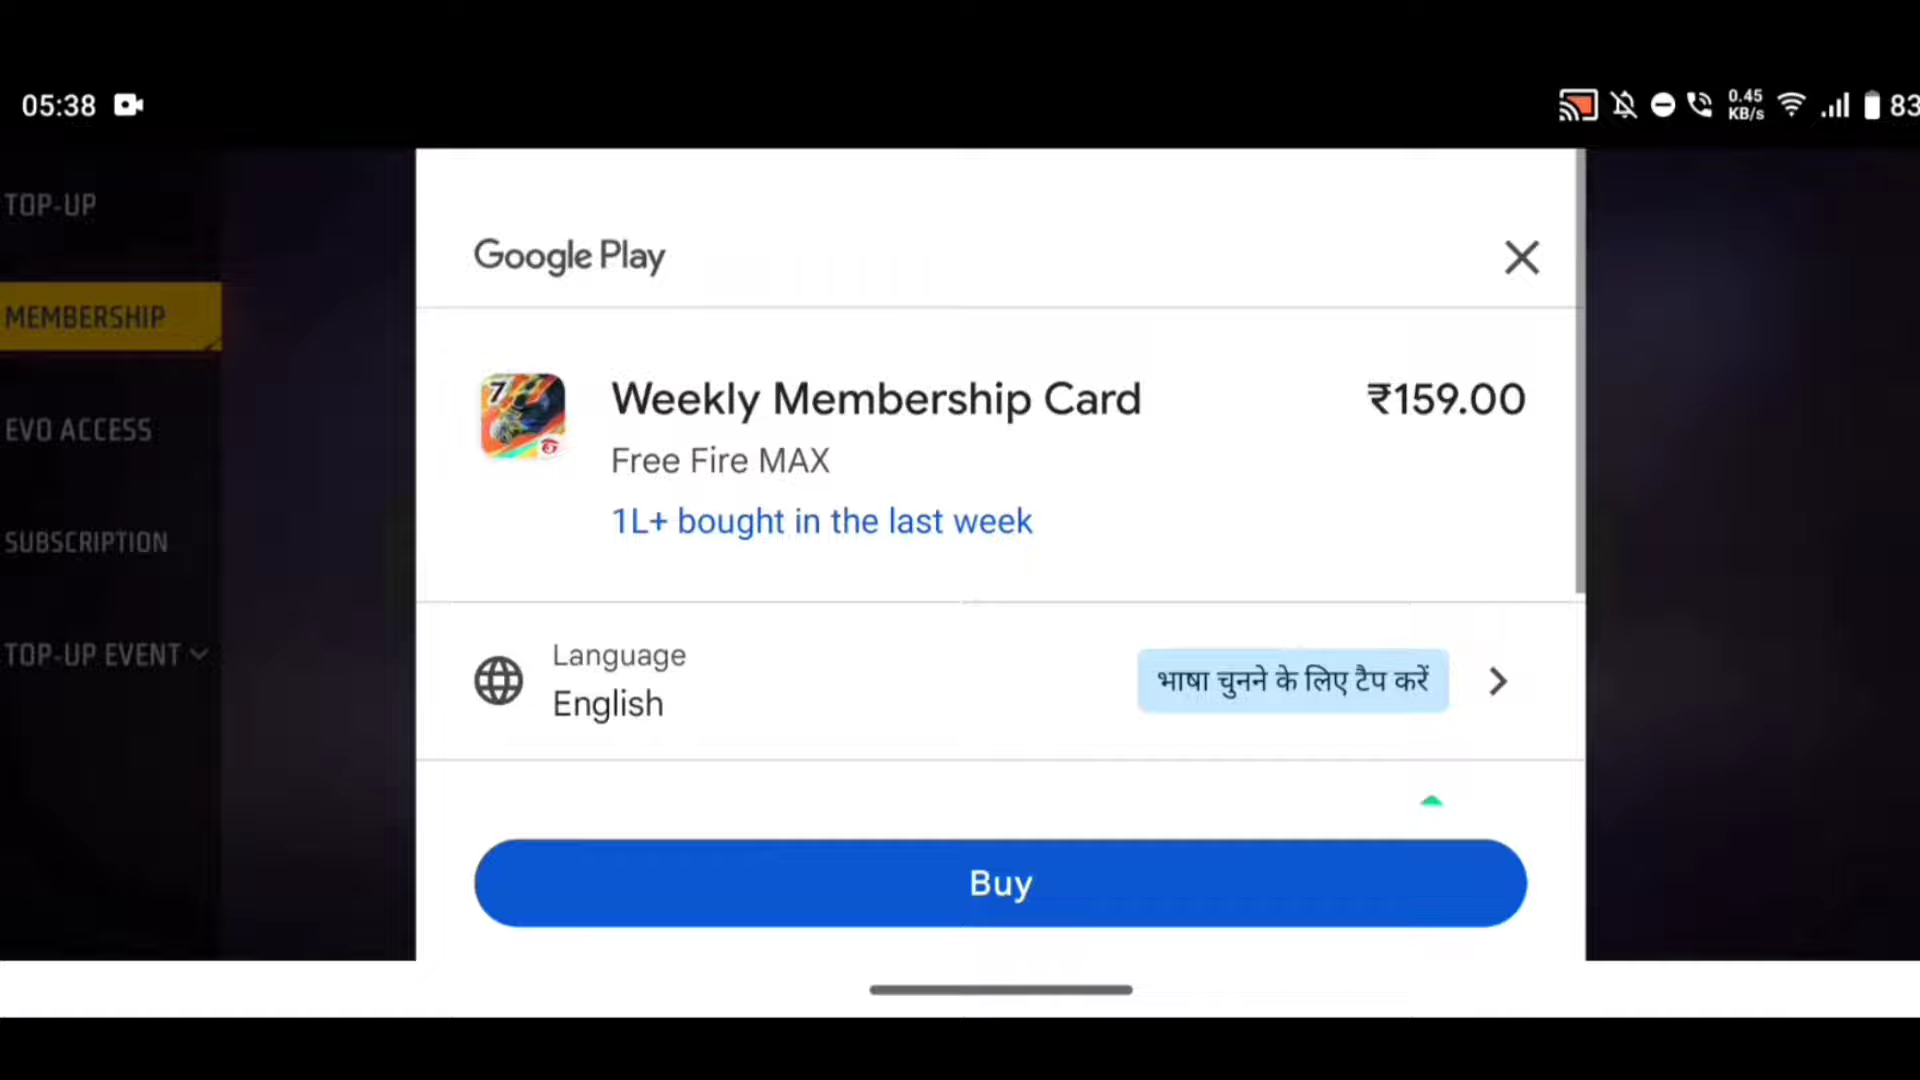 05:38
0.45
KB/s
83
TOP-UP
MEMBERSHIP
EVO ACCESS
SUBSCRIPTION
TOP-UP EVENT
Google Play
7
Weekly Membership Card
₹159.00
Free Fire MAX
1L+ bought in the last week
Language
English
भाषा चुनने के लिए टैप करें
Buy